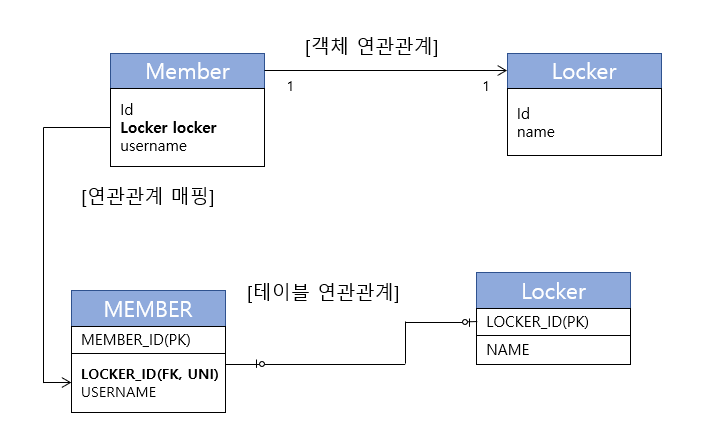 [객체 연관관계]
Member
Locker
1
1
Id
Locker locker
username
Id
name
[연관관계 매핑]
[테이블 연관관계]
MEMBER
Locker
MEMBER_ID(PK)
LOCKER_ID(PK)
LOCKER_ID(FK, UNI)
USERNAME
NAME